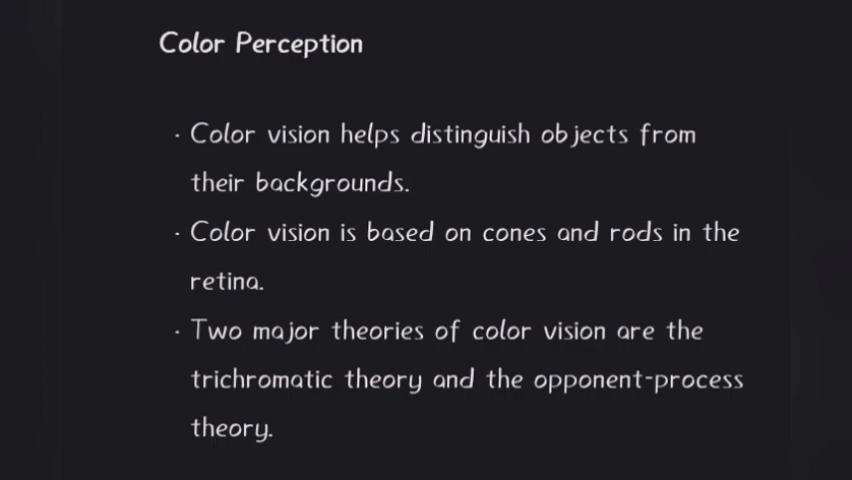 Color Perception
· Color vision helps distinguish objects from
their backgrounds.
· Color vision is based on cones and rods in the
retina.
· Two major theories of color vision are the
trichromatic theory and the opponent-process
theory.